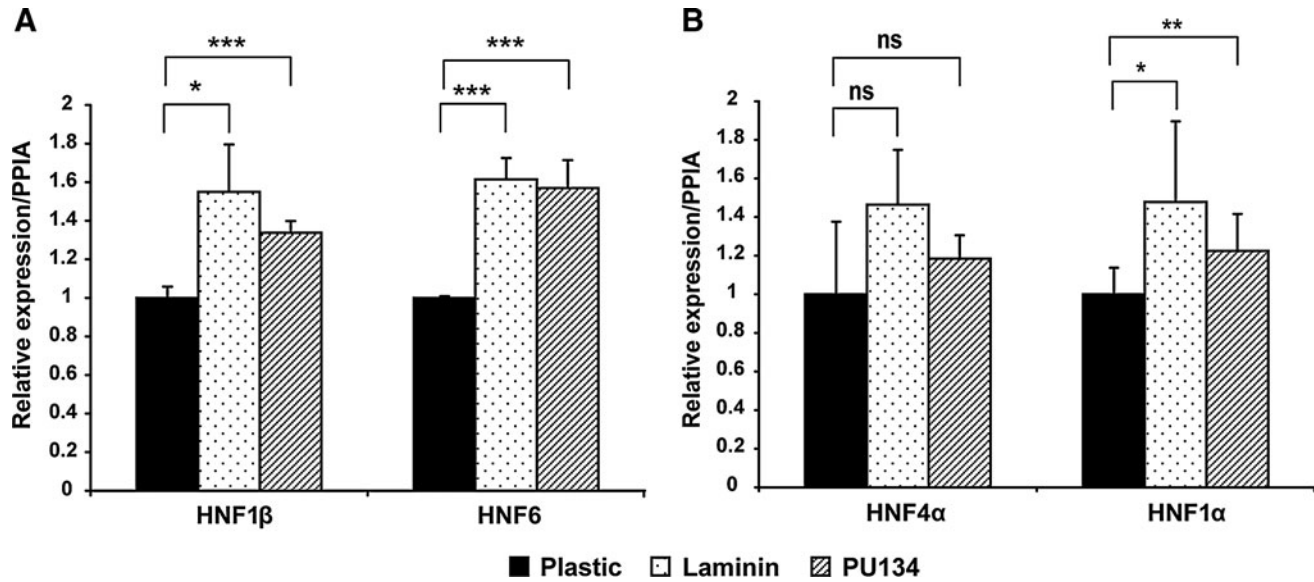 A
***
*
***
***
Relative expression/PPIA
2
1.8
1.6
1.4
1.2
1
0.8
0.6
0.4
0.2
0
HNF1β
HNF6
B
ns
ns
**
*
Relative expression/PPIA
2
1.8
1.6
1.4
1.2
1
0.8
0.6
0.4
0.2
0
HNF4α
HNF1α
Plastic Laminin PU134